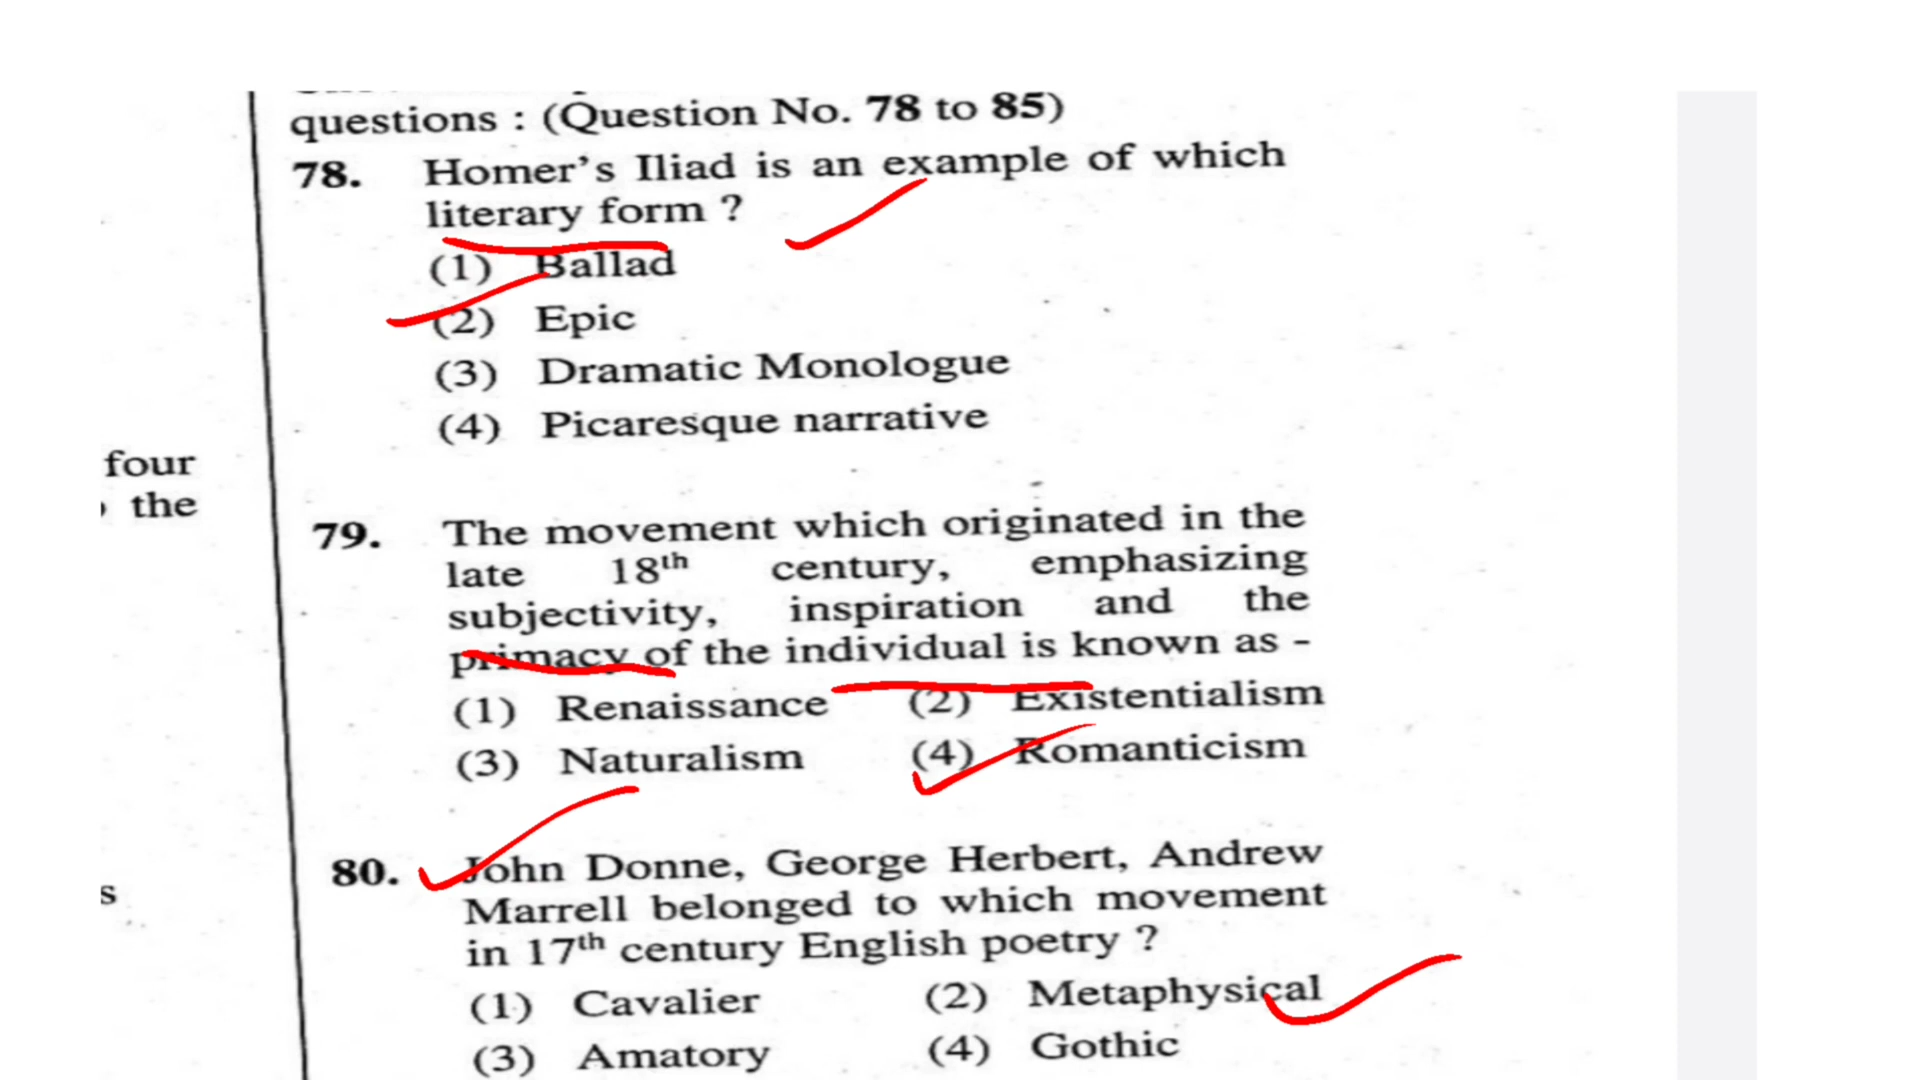 questions : (Question No. 78 to 85)
78. Homer's Iliad is an example of which
literary form ?
(1) Ballad
(2) Epic
(3) Dramatic Monologue
(4) Picaresque narrative
four
the
79. The movement which originated in the
late 18th century, emphasizing
subjectivity, inspiration and the
primacy of the individual is known as -
(1) Renaissance (2) Existentialism
(3) Naturalism (4) Romanticism
s
80. John Donne, George Herbert, Andrew
Marrell belonged to which movement
in 17th century English poetry ?
(1) Cavalier (2) Metaphysical
(3) Amatory (4) Gothic